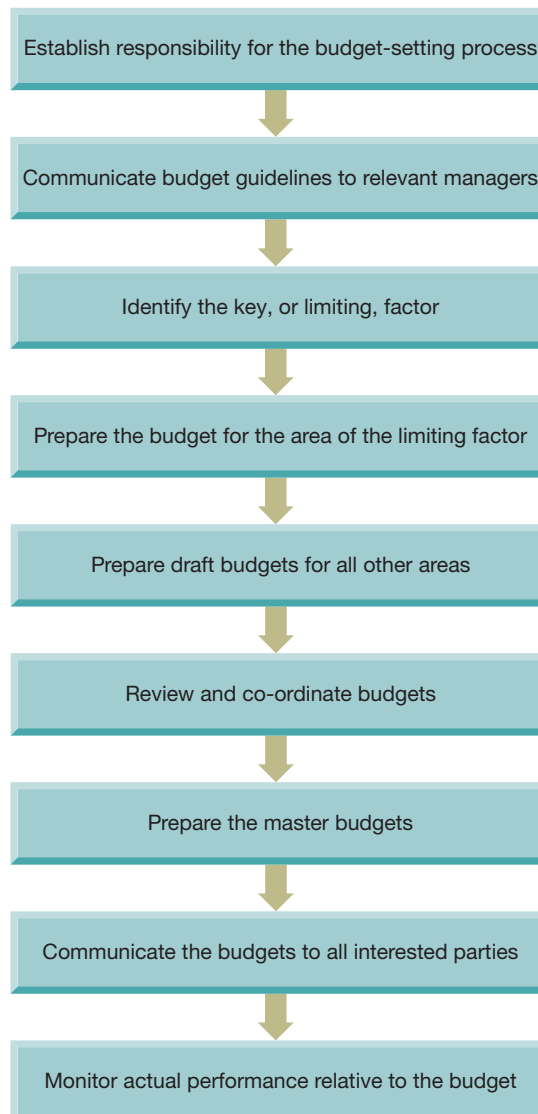 Establish responsibility for the budget-setting process
Communicate budget guidelines to relevant managers
Identify the key, or limiting, factor
Prepare the budget for the area of the limiting factor
Prepare draft budgets for all other areas
Review and co-ordinate budgets
Prepare the master budgets
Communicate the budgets to all interested parties
Monitor actual performance relative to the budget